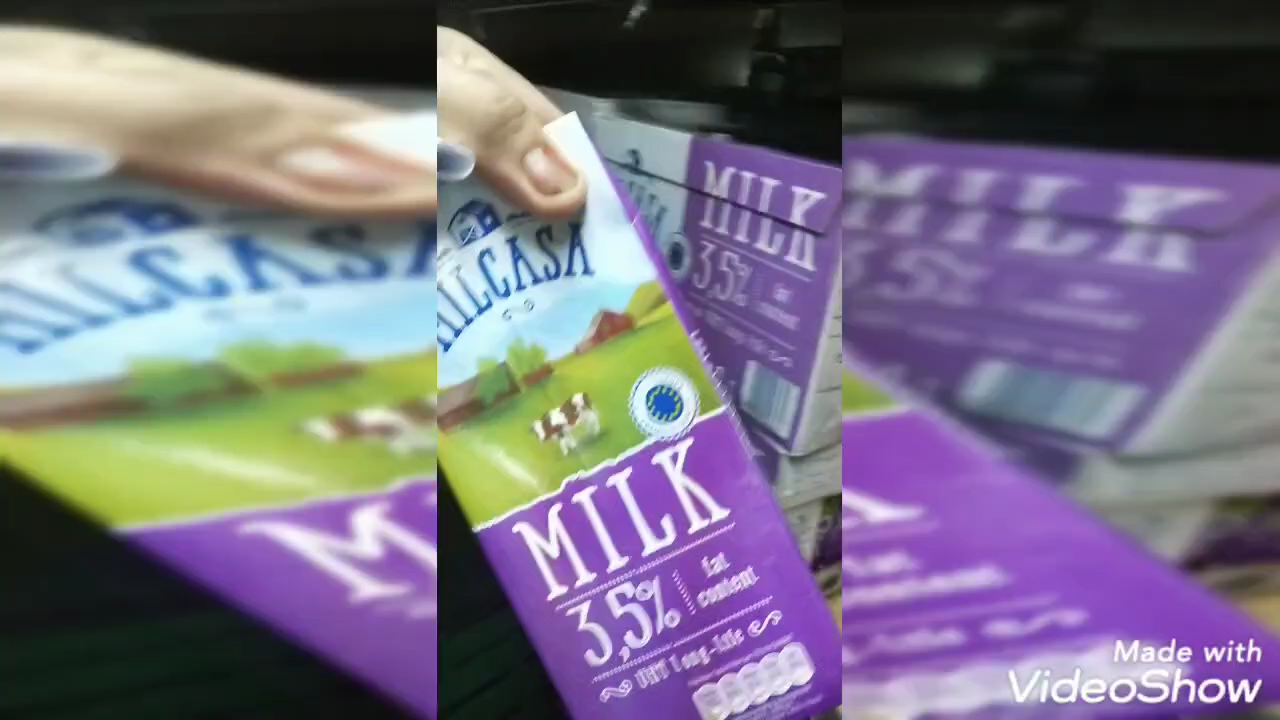 MILCASA
MILK
3,5%
fat
content
UHT Long-life
MILK
3,5%
fat
content
Made with
VideoShow